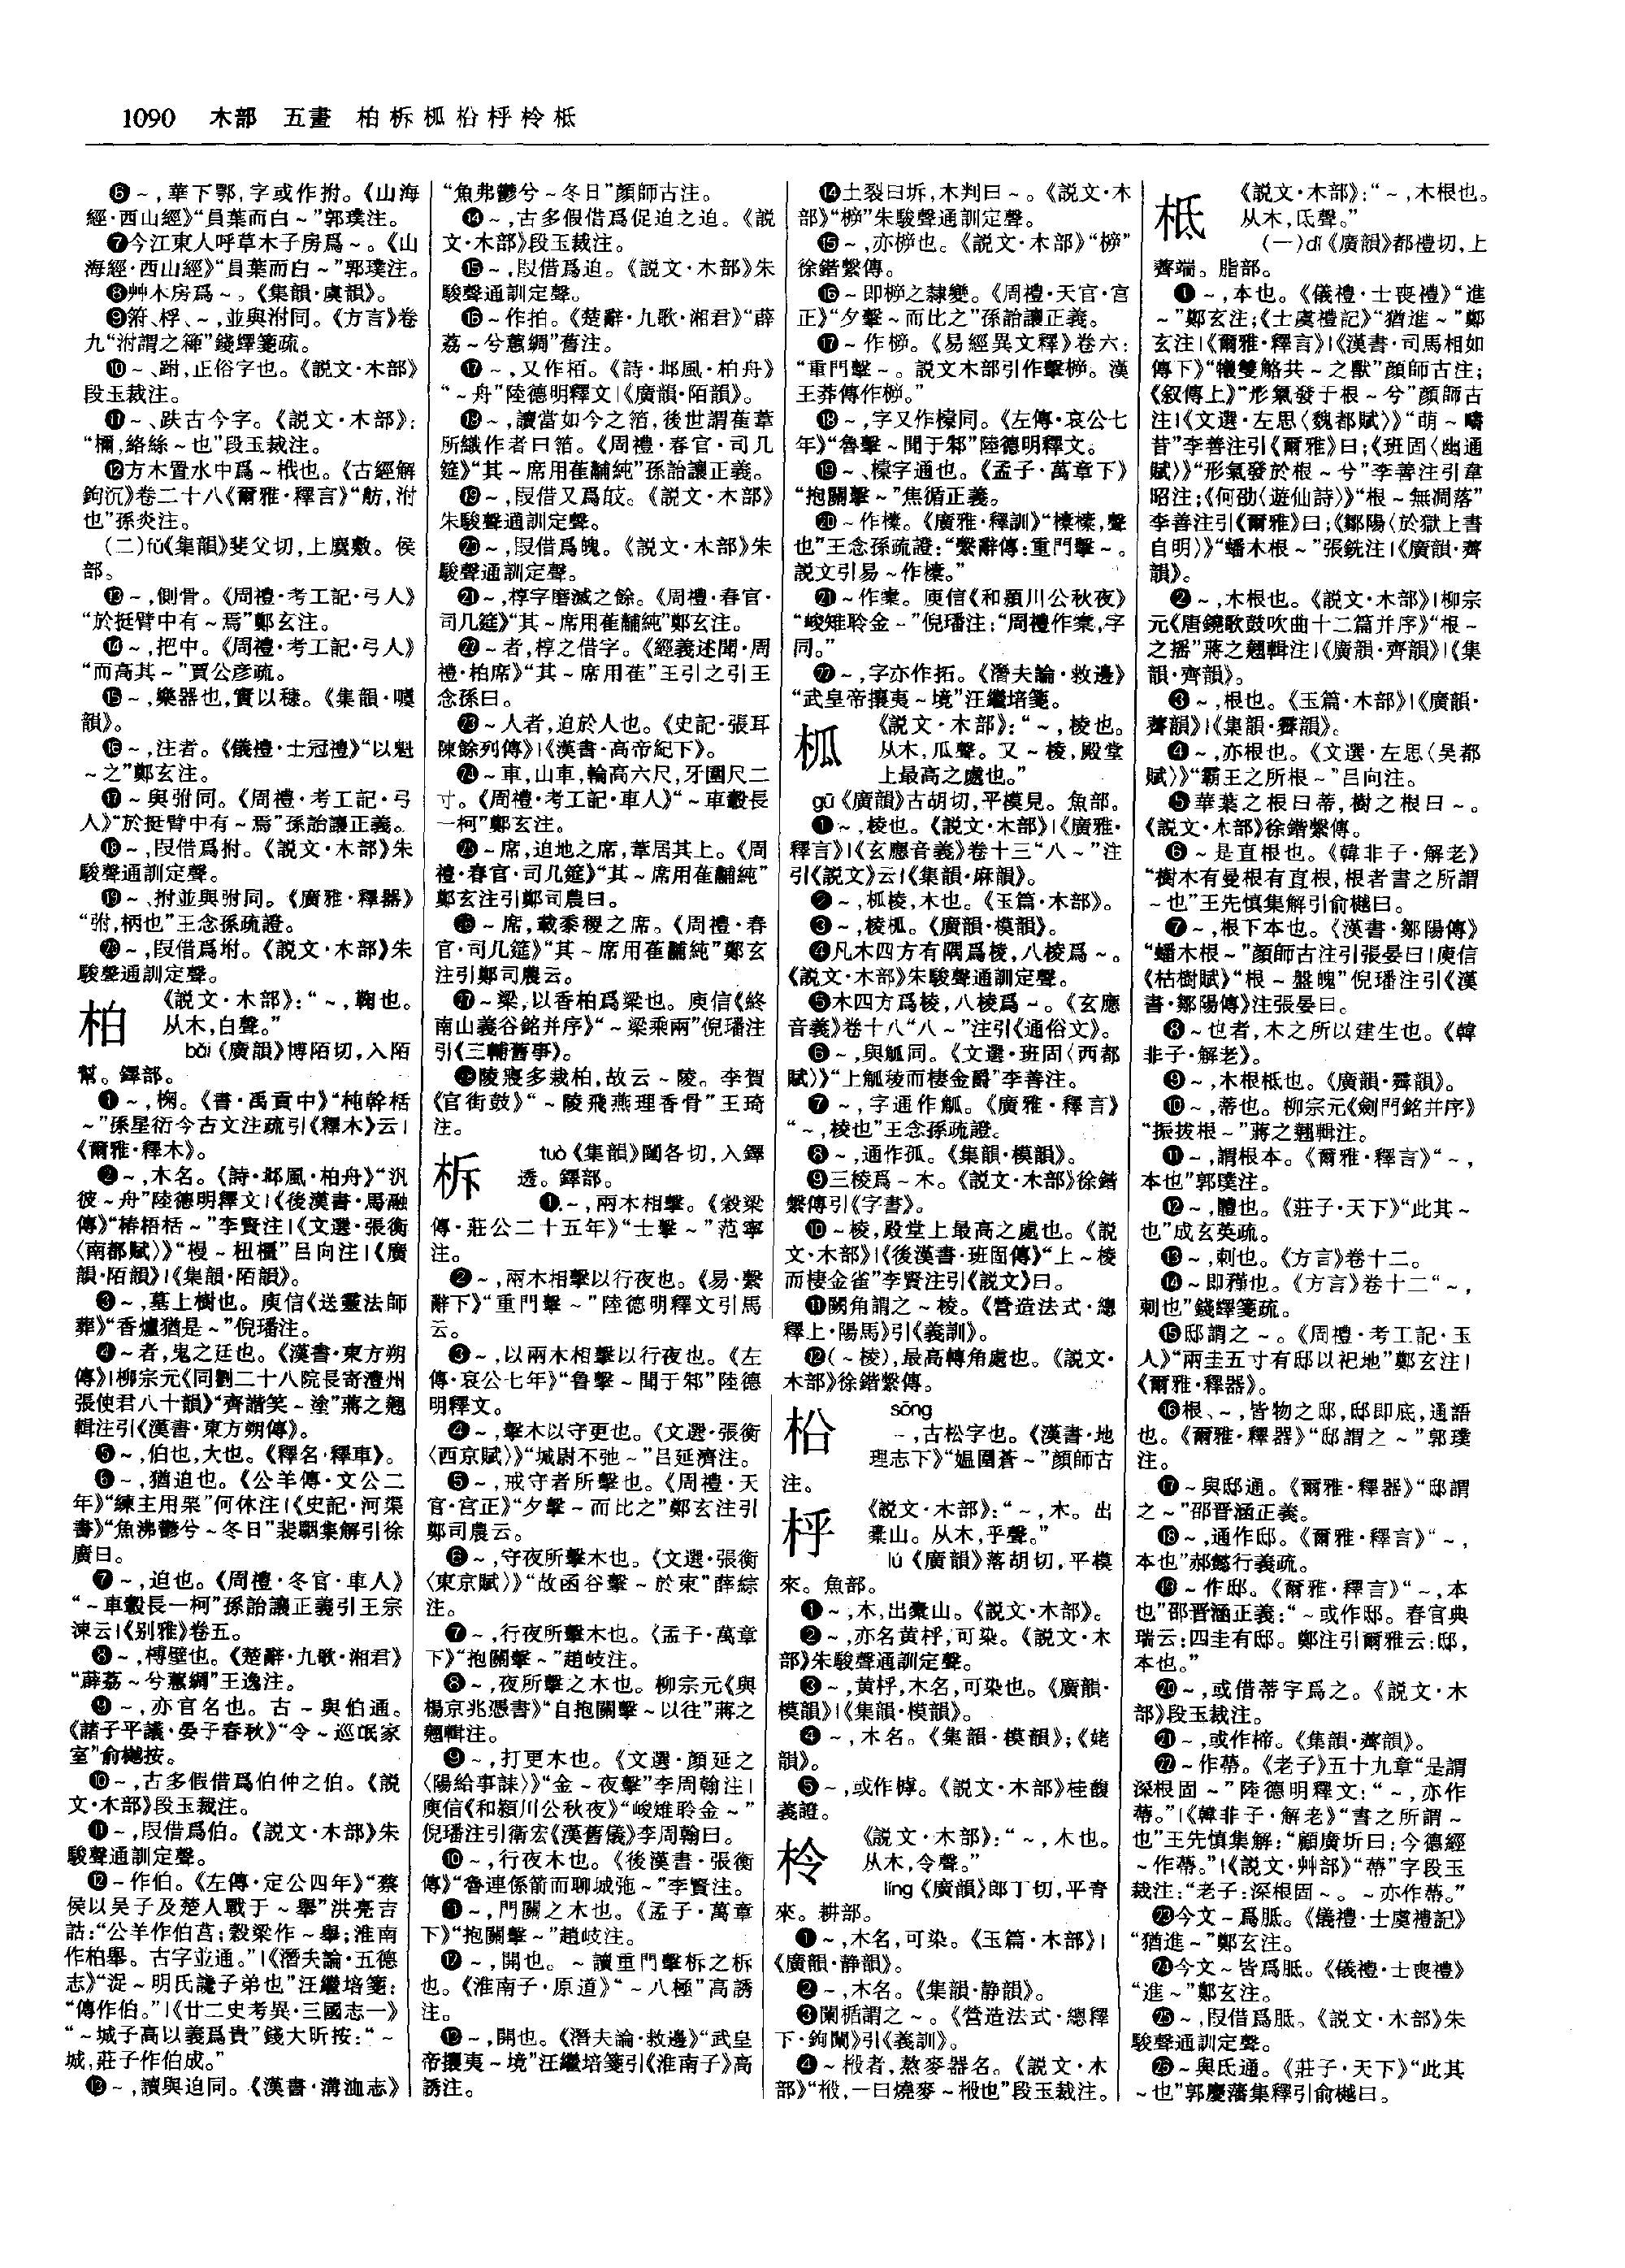 1090 木部 五畫 柏柝柧枩枰柃柢
❻～,華下鄂,字或作拊。《山海
經·西山經》“員葉而白～”郭璞注。
❼今江東人呼草木子房爲～。《山
海經·西山經》“員葉而白～”郭璞注。
❽艸木房爲～。《集韻·虞韻》。
❾箁、桴、～,並與泭同。《方言》卷
九“泭謂之䉬”錢繹箋疏。
❿～、跗,正俗字也。《説文·木部》
段玉裁注。
⓫～、趺古今字。《説文·木部》：
“檷,絡絲～也”段玉裁注。
⓬方木置水中爲～栰也。《古經解
鉤沉》卷二十八《爾雅·釋言》“舫,泭
也”孫炎注。
(二)fǔ《集韻》斐父切,上麌敷。侯
部。
⓭～,側骨。《周禮·考工記·弓人》
“於挺臂中有～焉”鄭玄注。
⓮～,把中。《周禮·考工記·弓人》
“而高其～”賈公彦疏。
⓯～,樂器也,實以穅。《集韻·噳
韻》。
⓰～,注者。《儀禮·士冠禮》“以魁
～之”鄭玄注。
⓱～與弣同。《周禮·考工記·弓
人》“於挺臂中有～焉”孫詒讓正義。
⓲～,叚借爲拊。《説文·木部》朱
駿聲通訓定聲。
⓳～、拊並與弣同。《廣雅·釋器》
“弣,柄也”王念孫疏證。
⓴～,叚借爲坿。《説文·木部》朱
駿聲通訓定聲。
柏 《説文·木部》：“～,鞠也。
从木,白聲。”
bǎi《廣韻》博陌切,入陌
幫。鐸部。
❶～,椈。《書·禹貢中》“杶幹栝
～”孫星衍今古文注疏引《釋木》云|
《爾雅·釋木》。
❷～,木名。《詩·邶風·柏舟》“汎
彼～舟”陸德明釋文|《後漢書·馬融
傳》“椿梧栝～”李賢注|《文選·張衡
〈南都賦〉》“楥～杻橿”吕向注|《廣
韻·陌韻》|《集韻·陌韻》。
❸～,墓上樹也。庾信《送靈法師
葬》“香爐猶是～”倪璠注。
❹～者,鬼之廷也。《漢書·東方朔
傳》|柳宗元《同劉二十八院長寄澧州
張使君八十韻》“齊諧笑～塗”蔣之翹
輯注引《漢書·東方朔傳》。
❺～,伯也,大也。《釋名·釋車》。
❻～,猶迫也。《公羊傳·文公二
年》“練主用栗”何休注|《史記·河渠
書》“魚沸鬱兮～冬日”裴駰集解引徐
廣曰。
❼～,迫也。《周禮·冬官·車人》
“～車轂長一柯”孫詒讓正義引王宗
涑云|《别雅》卷五。
❽～,榑壁也。《楚辭·九歌·湘君》
“薜荔～兮蕙綢”王逸注。
❾～,亦官名也。古～與伯通。
《諸子平議·晏子春秋》“令～巡氓家
室”俞樾按。
❿～,古多假借爲伯仲之伯。《説
文·木部》段玉裁注。
⓫～,叚借爲伯。《説文·木部》朱
駿聲通訓定聲。
⓬～作伯。《左傳·定公四年》“蔡
侯以吴子及楚人戰于～舉”洪亮吉
詁:“公羊作伯莒;穀梁作～舉;淮南
作柏舉。古字並通。”|《潛夫論·五德
志》“浞～明氏讒子弟也”汪繼培箋:
“傳作伯。”|《廿二史考異·三國志一》
“～城子高以義爲貴”錢大昕按:“～
城,莊子作伯成。”
⓭～,讀與迫同。《漢書·溝洫志》
“魚弗鬱兮～冬日”顔師古注。
⓮～,古多假借爲促迫之迫。《説
文·木部》段玉裁注。
⓯～,叚借爲迫。《説文·木部》朱
駿聲通訓定聲。
⓰～作拍。《楚辭·九歌·湘君》“薜
荔～兮蕙綢”舊注。
⓱～,又作栢。《詩·邶風·柏舟》
“～舟”陸德明釋文|《廣韻·陌韻》。
⓲～,讀當如今之箔,後世謂萑葦
所織作者曰箔。《周禮·春官·司几
筵》“其～席用萑黼純”孫詒讓正義。
⓳～,叚借又爲皀。《説文·木部》
朱駿聲通訓定聲。
⓴～,叚借爲魄。《説文·木部》朱
駿聲通訓定聲。
㉑～,椁字磨滅之餘。《周禮·春官·
司几筵》“其～席用萑黼純”鄭玄注。
㉒～者,椁之借字。《經義述聞·周
禮·柏席》“其～席用萑”王引之引王
念孫曰。
㉓～人者,迫於人也。《史記·張耳
陳餘列傳》|《漢書·高帝紀下》。
㉔～車,山車,輪高六尺,牙圍尺二
寸。《周禮·考工記·車人》“～車轂長
一柯”鄭玄注。
㉕～席,迫地之席,葦居其上。《周
禮·春官·司几筵》“其～席用萑黼純”
鄭玄注引鄭司農曰。
㉖～席,載黍稷之席。《周禮·春
官·司几筵》“其～席用萑黼純”鄭玄
注引鄭司農云。
㉗～梁,以香柏爲梁也。庾信《終
南山義谷銘并序》“～梁乘兩”倪璠注
引《三輔舊事》。
㉘陵寢多栽柏,故云～陵。李賀
《官街鼓》“～陵飛燕理香骨”王琦
注。
柝 tuò《集韻》闥各切,入鐸
透。鐸部。
❶～,兩木相擊。《穀梁
傳·莊公二十五年》“士擊～”范寧
注。
❷～,兩木相擊以行夜也。《易·繫
辭下》“重門擊～”陸德明釋文引馬
云。
❸～,以兩木相擊以行夜也。《左
傳·哀公七年》“魯擊～聞于邾”陸德
明釋文。
❹～,擊木以守更也。《文選·張衡
〈西京賦〉》“城尉不弛～”吕延濟注。
❺～,戒守者所擊也。《周禮·天
官·宫正》“夕擊～而比之”鄭玄注引
鄭司農云。
❻～,守夜所擊木也。《文選·張衡
〈東京賦〉》“故函谷擊～於東”薛綜
注。
❼～,行夜所擊木也。《孟子·萬章
下》“抱關擊～”趙岐注。
❽～,夜所擊之木也。柳宗元《與
楊京兆憑書》“自抱關擊～以往”蔣之
翹輯注。
❾～,打更木也。《文選·顔延之
〈陽給事誄〉》“金～夜擊”李周翰注|
庾信《和潁川公秋夜》“峻雉聆金～”
倪璠注引衛宏《漢舊儀》李周翰曰。
❿～,行夜木也。《後漢書·張衡
傳》“魯連係箭而聊城弛～”李賢注。
⓫～,門關之木也。《孟子·萬章
下》“抱關擊～”趙岐注。
⓬～,開也。～讀重門擊柝之柝
也。《淮南子·原道》“～八極”高誘
注。
⓭～,開也。《潛夫論·救邊》“武皇
帝攘夷～境”汪繼培箋引《淮南子》高
誘注。
⓮土裂曰坼,木判曰～。《説文·木
部》“㯓”朱駿聲通訓定聲。
⓯～,亦㯓也。《説文·木部》“㯓”
徐鍇繫傳。
⓰～即㯓之隸變。《周禮·天官·宫
正》“夕擊～而比之”孫詒讓正義。
⓱～作㯓。《易經異文釋》卷六:
“重門擊～。説文木部引作擊㯓。漢
王莽傳作㯓。”
⓲～,字又作欜同。《左傳·哀公七
年》“魯擊～聞于邾”陸德明釋文。
⓳～、欜字通也。《孟子·萬章下》
“抱關擊～”焦循正義。
⓴～作欜。《廣雅·釋訓》“欜欜,聲
也”王念孫疏證:“繫辭傳:重門擊～。
説文引易～作欜。”
㉑～作橐。庾信《和潁川公秋夜》
“峻雉聆金～”倪璠注:“周禮作橐,字
同。”
㉒～,字亦作拓。《潛夫論·救邊》
“武皇帝攘夷～境”汪繼培箋。
柧 《説文·木部》：“～,棱也。
从木,瓜聲。又～棱,殿堂
上最高之處也。”
gū《廣韻》古胡切,平模見。魚部。
❶～,棱也。《説文·木部》|《廣雅·
釋言》|《玄應音義》卷十三“八～”注
引《説文》云|《集韻·麻韻》。
❷～,柧棱,木也。《玉篇·木部》。
❸～,棱柧。《廣韻·模韻》。
❹凡木四方有隅爲棱,八棱爲～。
《説文·木部》朱駿聲通訓定聲。
❺木四方爲棱,八棱爲～。《玄應
音義》卷十八“八～”注引《通俗文》。
❻～,與觚同。《文選·班固〈西都
賦〉》“上觚稜而棲金爵”李善注。
❼～,字通作觚。《廣雅·釋言》
“～,棱也”王念孫疏證。
❽～,通作孤。《集韻·模韻》。
❾三棱爲～木。《説文·木部》徐鍇
繫傳引《字書》。
❿～棱,殿堂上最高之處也。《説
文·木部》|《後漢書·班固傳》“上～棱
而棲金雀”李賢注引《説文》曰。
⓫闕角謂之～棱。《營造法式·總
釋上·陽馬》引《義訓》。
⓬(～棱),最高轉角處也。《説文·
木部》徐鍇繫傳。
枀 sōng
～,古松字也。《漢書·地
理志下》“嫗圍蒼～”顔師古
注。
枰 《説文·木部》：“～,木。出
橐山。从木,乎聲。”
lú《廣韻》落胡切,平模
來。魚部。
❶～,木,出橐山。《説文·木部》。
❷～,亦名黄枰,可染。《説文·木
部》朱駿聲通訓定聲。
❸～,黄枰,木名,可染也。《廣韻·
模韻》|《集韻·模韻》。
❹～,木名。《集韻·模韻》;《姥
韻》。
❺～,或作㯉。《説文·木部》桂馥
義證。
柃 《説文·木部》：“～,木也。
从木,令聲。”
líng《廣韻》郎丁切,平青
來。耕部。
❶～,木名,可染。《玉篇·木部》|
《廣韻·靜韻》。
❷～,木名。《集韻·靜韻》。
❸闌楯謂之～。《營造法式·總釋
下·鉤闌》引《義訓》。
❹～椴者,熬麥器名。《説文·木
部》“椴,一曰燒麥～椴也”段玉裁注。
柢 《説文·木部》：“～,木根也。
从木,氐聲。”
(一)dǐ《廣韻》都禮切,上
薺端。脂部。
❶～,本也。《儀禮·士喪禮》“進
～”鄭玄注;《士虞禮記》“猶進～”鄭
玄注|《爾雅·釋言》|《漢書·司馬相如
傳下》“犧雙觡共～之獸”顔師古注;
《叙傳上》“形氣發于根～兮”顔師古
注|《文選·左思〈魏都賦〉》“萌～疇
昔”李善注引《爾雅》曰;《班固〈幽通
賦〉》“形氣發於根～兮”李善注引韋
昭注;《何劭〈遊仙詩〉》“根～無凋落”
李善注引《爾雅》曰;《鄒陽〈於獄上書
自明〉》“蟠木根～”張銑注|《廣韻·薺
韻》。
❷～,木根也。《説文·木部》|柳宗
元《唐鐃歌鼓吹曲十二篇并序》“根～
之摇”蔣之翹輯注|《廣韻·齊韻》|《集
韻·齊韻》。
❸～,根也。《玉篇·木部》|《廣韻·
薺韻》|《集韻·霽韻》。
❹～,亦根也。《文選·左思〈吴都
賦〉》“霸王之所根～”吕向注。
❺華葉之根曰蒂,樹之根曰～。
《説文·木部》徐鍇繫傳。
❻～是直根也。《韓非子·解老》
“樹木有曼根有直根,根者書之所謂
～也”王先慎集解引俞樾曰。
❼～,根下本也。《漢書·鄒陽傳》
“蟠木根～”顔師古注引張晏曰|庾信
《枯樹賦》“根～盤魄”倪璠注引《漢
書·鄒陽傳》注張晏曰。
❽～也者,木之所以建生也。《韓
非子·解老》。
❾～,木根柢也。《廣韻·霽韻》。
❿～,蒂也。柳宗元《劍門銘并序》
“振拔根～”蔣之翹輯注。
⓫～,謂根本。《爾雅·釋言》“～,
本也”郭璞注。
⓬～,體也。《莊子·天下》“此其～
也”成玄英疏。
⓭～,刺也。《方言》卷十二。
⓮～即䅿也。《方言》卷十二“～,
刺也”錢繹箋疏。
⓯邸謂之～。《周禮·考工記·玉
人》“兩圭五寸有邸以祀地”鄭玄注|
《爾雅·釋器》。
⓰根、～,皆物之邸,邸即底,通語
也。《爾雅·釋器》“邸謂之～”郭璞
注。
⓱～與邸通。《爾雅·釋器》“邸謂
之～”邵晋涵正義。
⓲～,通作邸。《爾雅·釋言》“～,
本也”郝懿行義疏。
⓳～作邸。《爾雅·釋言》“～,本
也”邵晋涵正義:“～或作邸。春官典
瑞云:四圭有邸。鄭注引爾雅云:邸,
本也。”
⓴～,或借蒂字爲之。《説文·木
部》段玉裁注。
㉑～,或作楴。《集韻·薺韻》。
㉒～作蔕。《老子》五十九章“是謂
深根固～”陸德明釋文:“～,亦作
蔕。”|《韓非子·解老》“書之所謂～
也”王先慎集解:“顧廣圻曰:今德經
～作蔕。”|《説文·艸部》“蔕”字段玉
裁注:“老子:深根固～。～亦作蔕。”
㉓今文～爲胝。《儀禮·士虞禮記》
“猶進～”鄭玄注。
㉔今文～皆爲胝。《儀禮·士喪禮》
“進～”鄭玄注。
㉕～,叚借爲胝。《説文·木部》朱
駿聲通訓定聲。
㉖～與氐通。《莊子·天下》“此其
～也”郭慶藩集釋引俞樾曰。